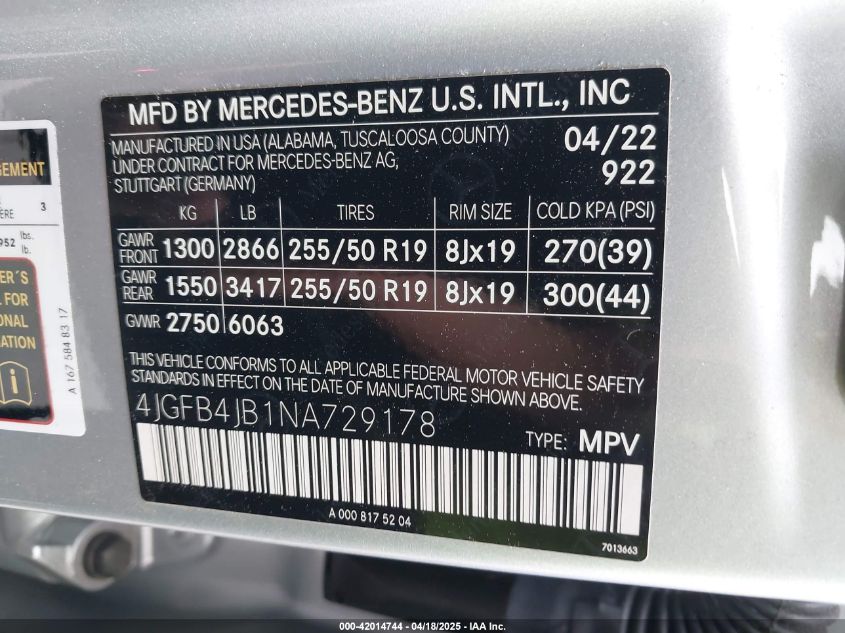 MFD BY MERCEDES-BENZ U.S. INTL., INC
MANUFACTURED IN USA (ALABAMA, TUSCALOOSA COUNTY) 04/22
UNDER CONTRACT FOR MERCEDES-BENZ AG, 922
STUTTGART (GERMANY)
KG LB TIRES RIM SIZE COLD KPA (PSI)
GAWR FRONT 1300 2866 255/50 R19 8Jx19 270(39)
GAWR REAR 1550 3417 255/50 R19 8Jx19 300(44)
GVWR 2750 6063
THIS VEHICLE CONFORMS TO ALL APPLICABLE FEDERAL MOTOR VEHICLE SAFETY
STANDARDS IN EFFECT ON THE DATE OF MANUFACTURE SHOWN ABOVE.
4JGFB4JB1NA729178
TYPE: MPV
A 000 817 52 04
7013663
3
952 lbs.
lb.
FOR
A 167 584 83 17
000-42014744 - 04/18/2025 - IAA Inc.